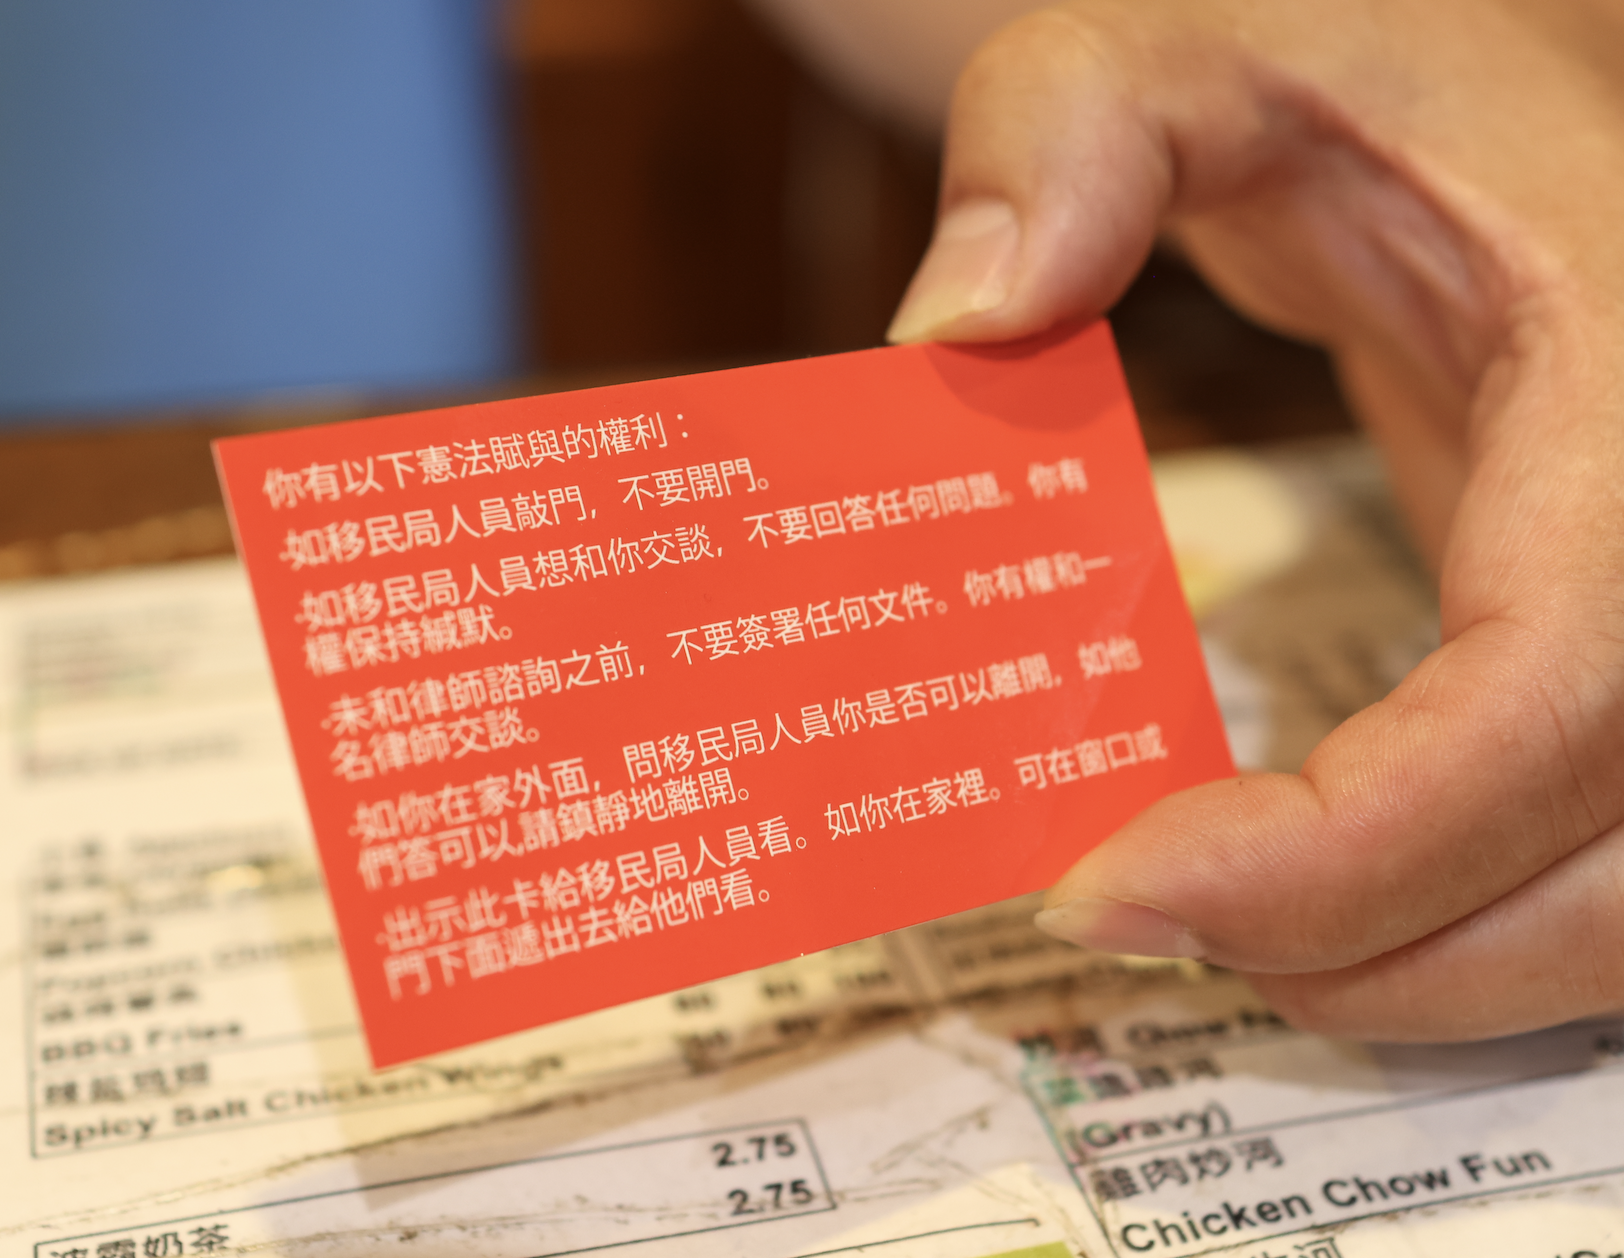 你有以下憲法賦與的權利：
·如移民局人員敲門，不要開門。
·如移民局人員想和你交談，不要回答任何問題。你有
權保持緘默。
·未和律師諮詢之前，不要簽署任何文件。你有權和一
名律師交談。
·如你在家外面，問移民局人員你是否可以離開，如他
們答可以,請鎮靜地離開。
·出示此卡給移民局人員看。如你在家裡。可在窗口或
門下面遞出去給他們看。
BBQ Fries
Spicy Salt Chicken Wings
2.75
2.75
奶茶
(Gravy)
雞肉炒河
Chicken Chow Fun